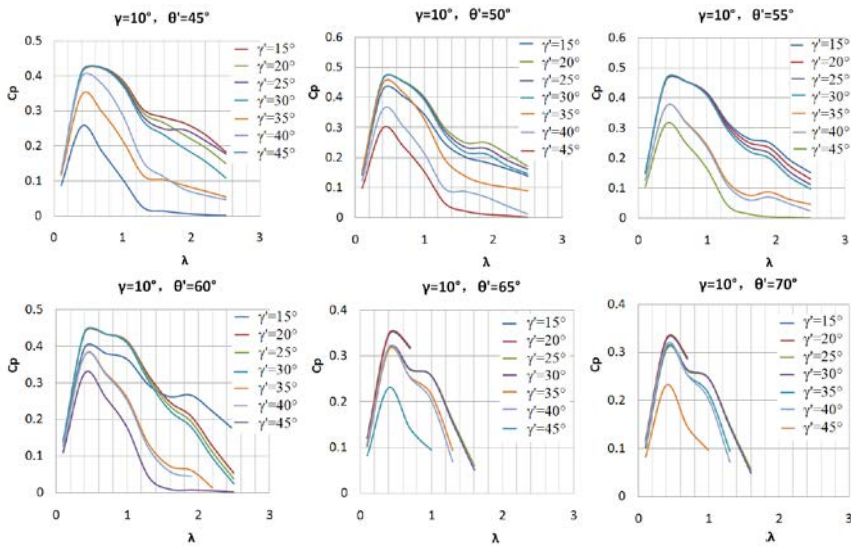 γ=10°, θ'=45°
Cp
0.5
0.4
0.3
0.2
0.1
0
0 1 2 3
λ
γ'=15°
γ'=20°
γ'=25°
γ'=30°
γ'=35°
γ'=40°
γ'=45°
γ=10°, θ'=50°
Cp
0.6
0.5
0.4
0.3
0.2
0.1
0
0 1 2 3
λ
γ'=15°
γ'=20°
γ'=25°
γ'=30°
γ'=35°
γ'=40°
γ'=45°
γ=10°, θ'=55°
Cp
0.6
0.5
0.4
0.3
0.2
0.1
0
0 1 2 3
λ
γ'=15°
γ'=20°
γ'=25°
γ'=30°
γ'=35°
γ'=40°
γ'=45°
γ=10°, θ'=60°
Cp
0.5
0.4
0.3
0.2
0.1
0
0 1 2 3
λ
γ'=15°
γ'=20°
γ'=25°
γ'=30°
γ'=35°
γ'=40°
γ'=45°
γ=10°, θ'=65°
Cp
0.4
0.3
0.2
0.1
0
0 1 2 3
λ
γ'=15°
γ'=20°
γ'=25°
γ'=30°
γ'=35°
γ'=40°
γ'=45°
γ=10°, θ'=70°
Cp
0.4
0.3
0.2
0.1
0
0 1 2 3
.λ
γ'=15°
γ'=20°
γ'=25°
γ'=30°
γ'=35°
γ'=40°
γ'=45°